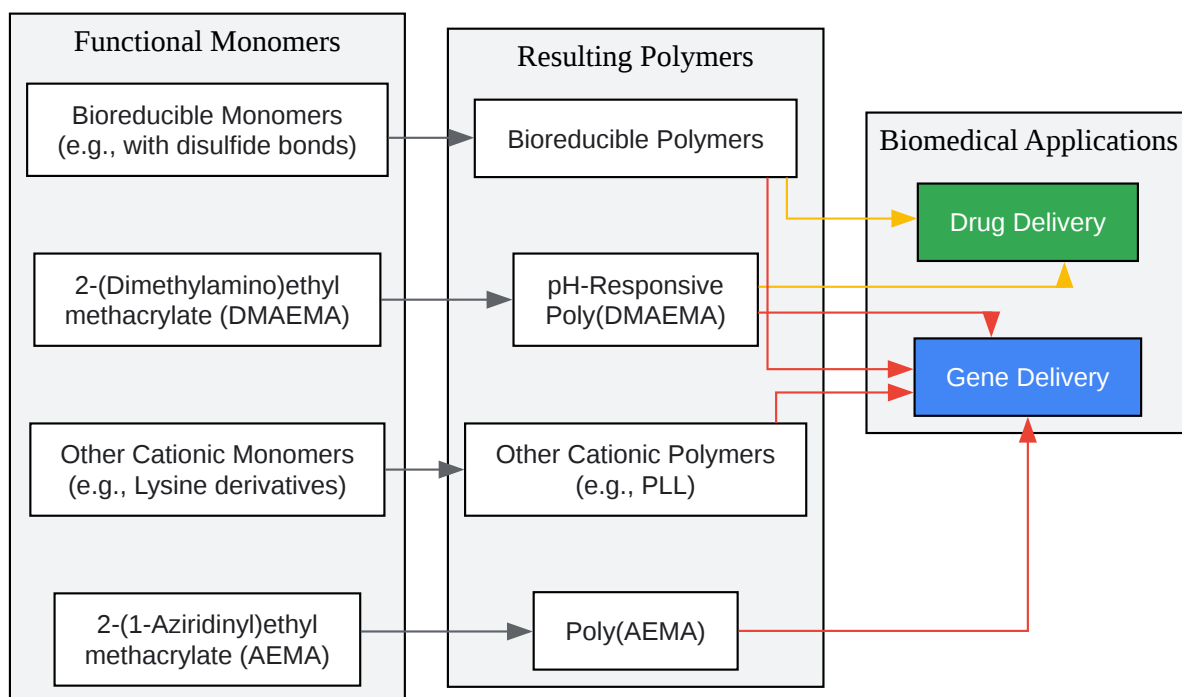 Functional Monomers
Bioreducible Monomers
(e.g., with disulfide bonds)
2-(Dimethylamino)ethyl
methacrylate (DMAEMA)
Other Cationic Monomers
(e.g., Lysine derivatives)
2-(1-Aziridinyl)ethyl
methacrylate (AEMA)
Resulting Polymers
Bioreducible Polymers
pH-Responsive
Poly(DMAEMA)
Other Cationic Polymers
(e.g., PLL)
Poly(AEMA)
Biomedical Applications
Drug Delivery
Gene Delivery